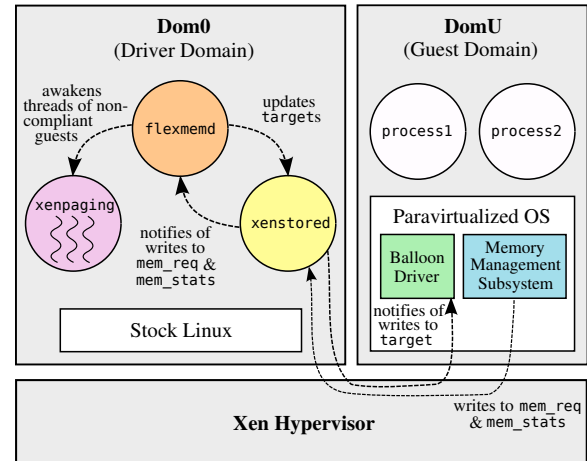 Dom0
(Driver Domain)
awakens
threads of non-
compliant
guests
flexmemd
updates
targets
xenpaging
notifies of
writes to
mem_req &
mem_stats
xenstored
Stock Linux
DomU
(Guest Domain)
process1
process2
Paravirtualized OS
Balloon
Driver
Memory
Management
Subsystem
notifies of
writes to
target
writes to mem_req
& mem_stats
Xen Hypervisor